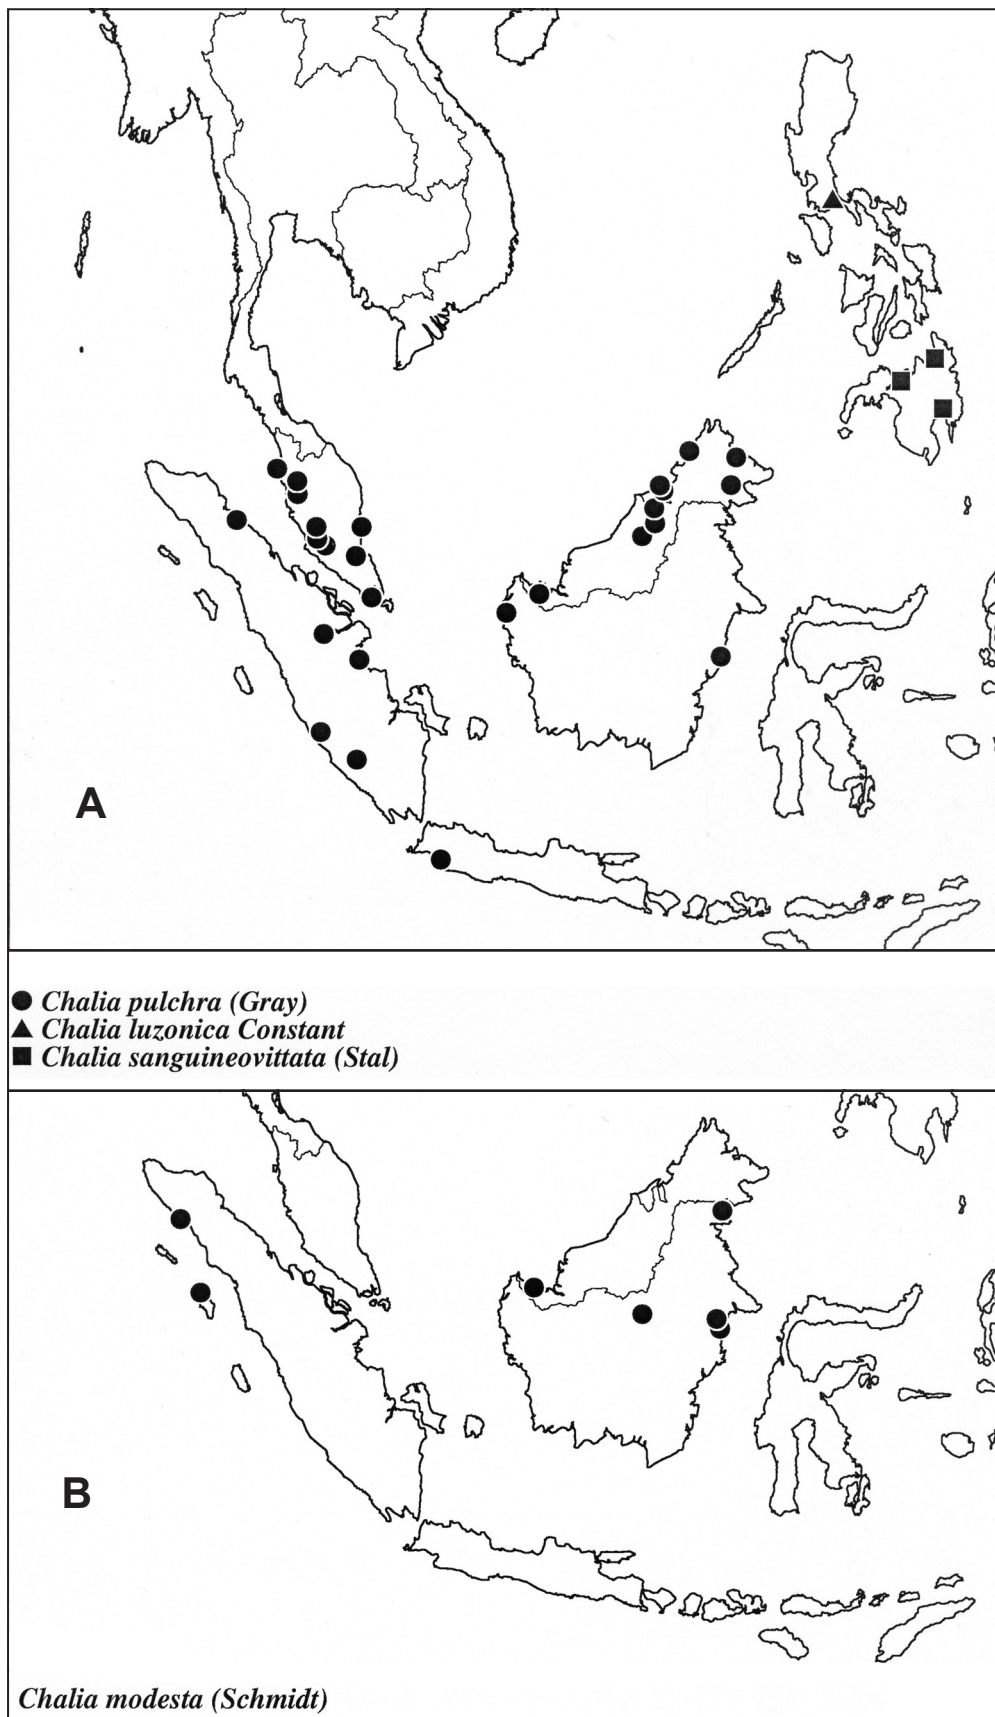 A
Chalia pulchra (Gray)
Chalia luzonica Constant
Chalia sanguineovittata (Stal)
B
Chalia modesta (Schmidt)